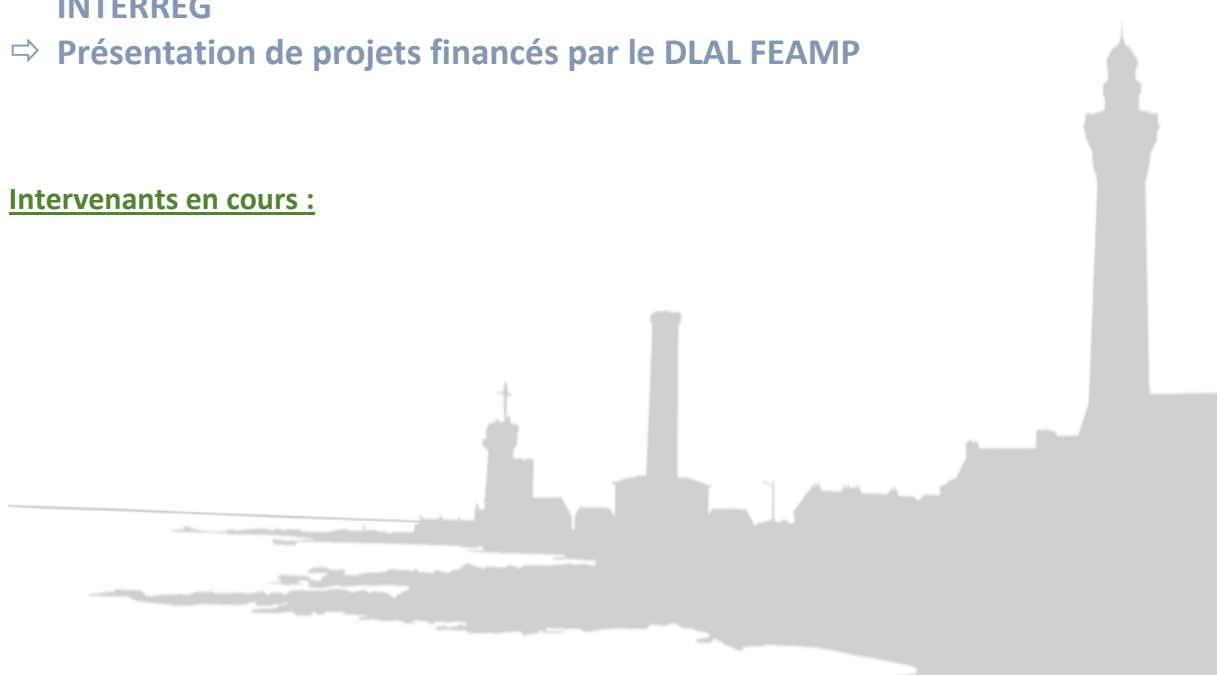 INTERREG
⇨ Présentation de projets financés par le DLAL FEAMP
Intervenants en cours :